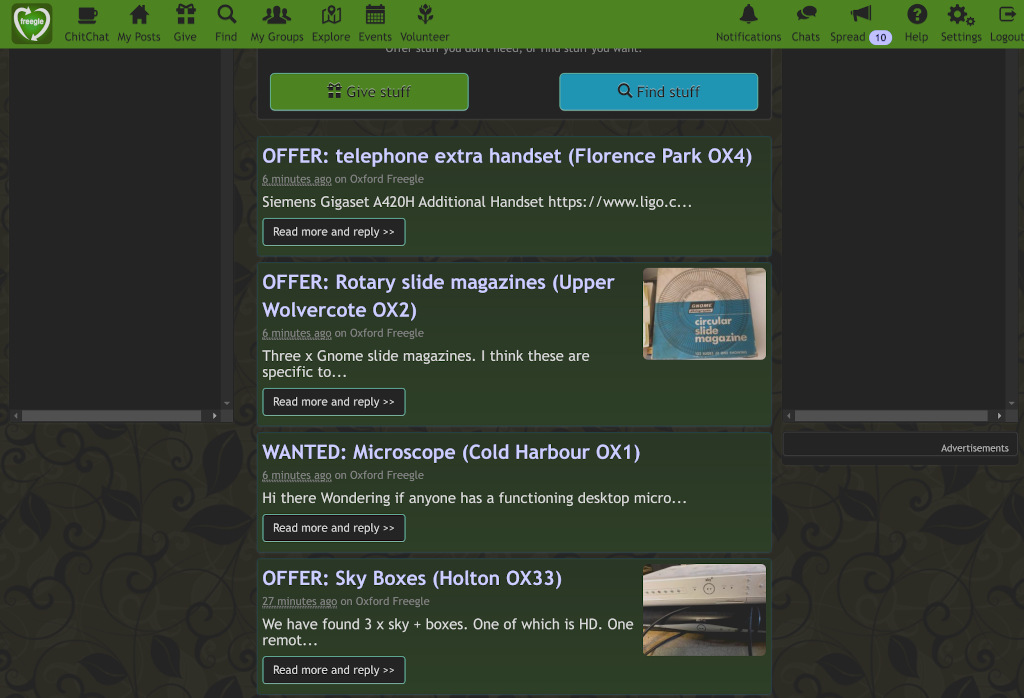 freegle
ChitChat My Posts Give Find My Groups Explore Events Volunteer Notifications Chats Spread 10 Help Settings Logout
Offer stuff you don't need, or find stuff you want.
Give stuff Find stuff
OFFER: telephone extra handset (Florence Park OX4)
6 minutes ago on Oxford Freegle
Siemens Gigaset A420H Additional Handset https://www.ligo.c...
Read more and reply >>
OFFER: Rotary slide magazines (Upper
Wolvercote OX2)
6 minutes ago on Oxford Freegle
Three x Gnome slide magazines. I think these are
specific to...
Read more and reply >>
GNOME
circular
slide
magazine
WANTED: Microscope (Cold Harbour OX1)
6 minutes ago on Oxford Freegle
Hi there Wondering if anyone has a functioning desktop micro...
Read more and reply >>
Advertisements
OFFER: Sky Boxes (Holton OX33)
27 minutes ago on Oxford Freegle
We have found 3 x sky + boxes. One of which is HD. One
remot...
Read more and reply >>